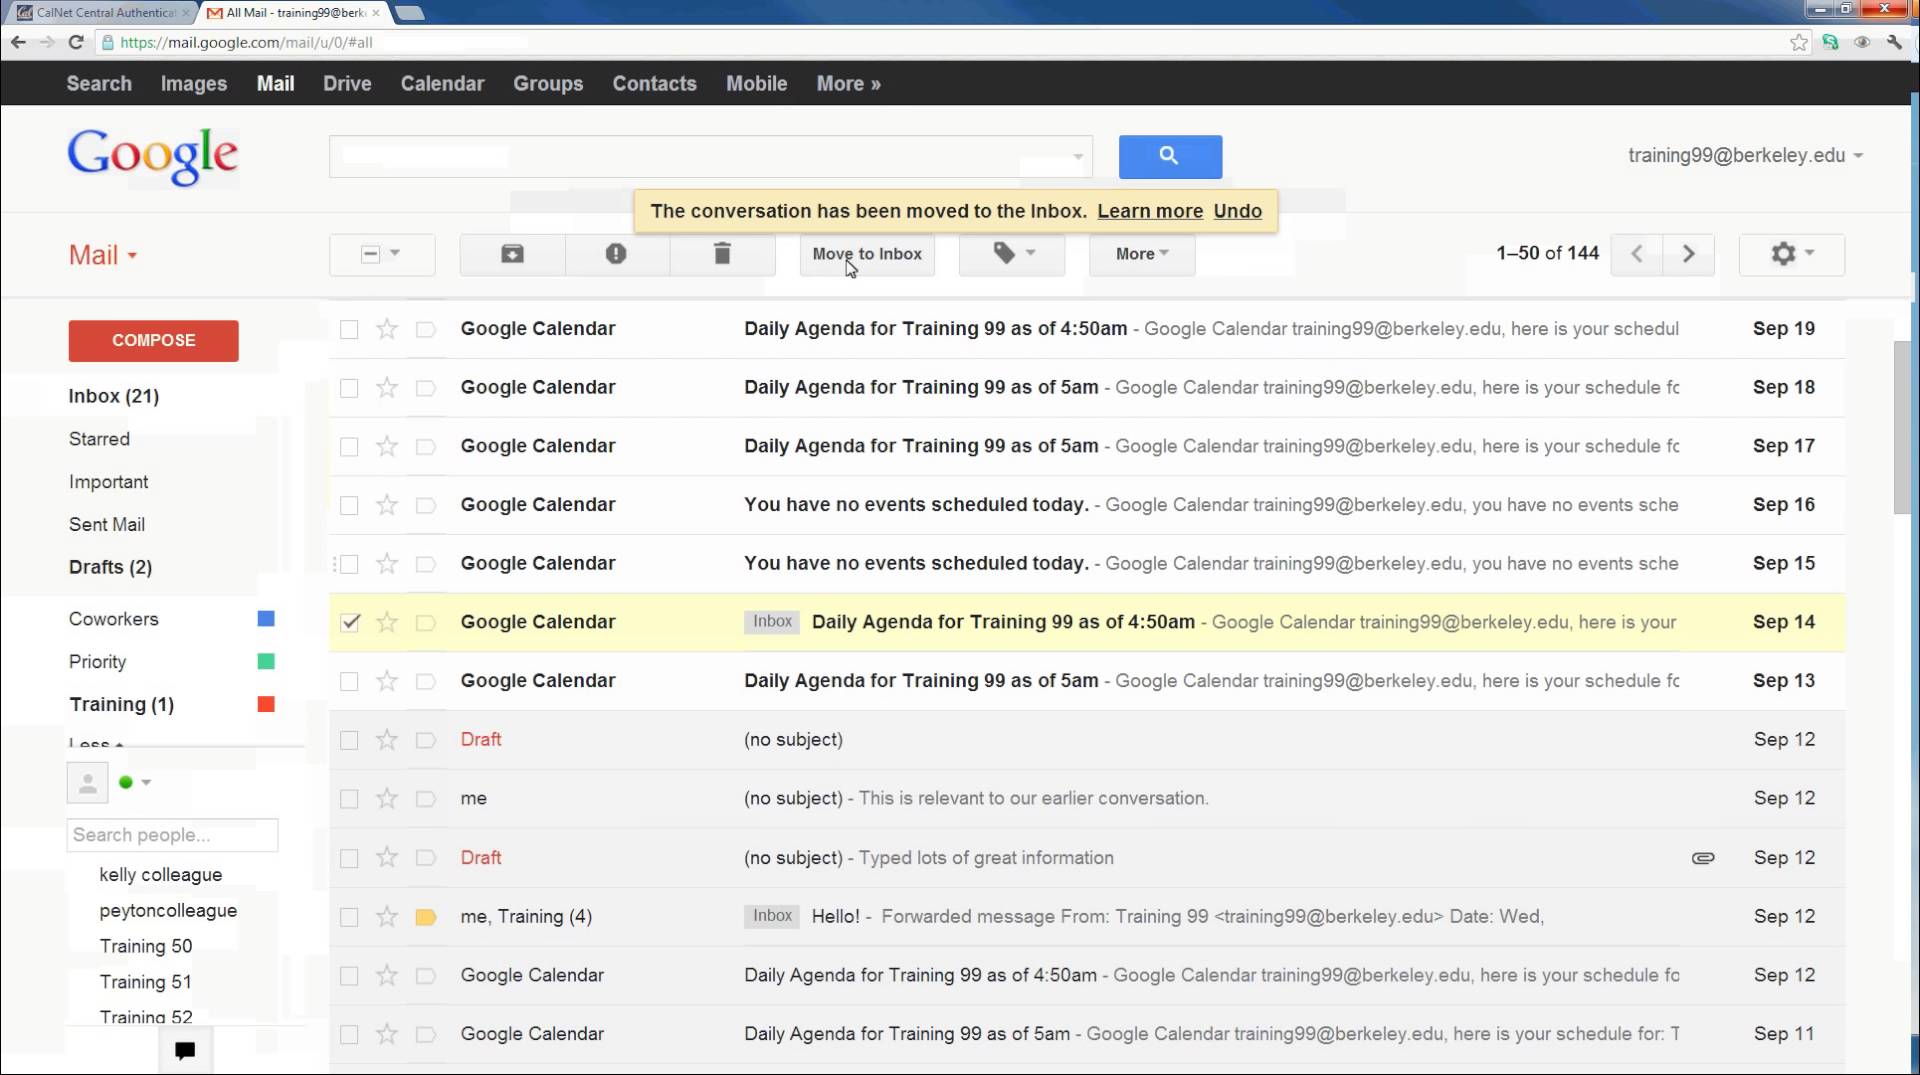 CalNet Central Authentica
All Mail - training99@berk
https://mail.google.com/mail/u/0/#all
Search Images Mail Drive Calendar Groups Contacts Mobile More »
Google
training99@berkeley.edu
The conversation has been moved to the Inbox. Learn more Undo
Mail
Move to Inbox
More
1–50 of 144
COMPOSE
Inbox (21)
Starred
Important
Sent Mail
Drafts (2)
Coworkers
Priority
Training (1)
Less
Search people...
kelly colleague
peytoncolleague
Training 50
Training 51
Training 52
Google Calendar Daily Agenda for Training 99 as of 4:50am - Google Calendar training99@berkeley.edu, here is your schedul Sep 19
Google Calendar Daily Agenda for Training 99 as of 5am - Google Calendar training99@berkeley.edu, here is your schedule fc Sep 18
Google Calendar Daily Agenda for Training 99 as of 5am - Google Calendar training99@berkeley.edu, here is your schedule fc Sep 17
Google Calendar You have no events scheduled today. - Google Calendar training99@berkeley.edu, you have no events sche Sep 16
Google Calendar You have no events scheduled today. - Google Calendar training99@berkeley.edu, you have no events sche Sep 15
Google Calendar Inbox Daily Agenda for Training 99 as of 4:50am - Google Calendar training99@berkeley.edu, here is your Sep 14
Google Calendar Daily Agenda for Training 99 as of 5am - Google Calendar training99@berkeley.edu, here is your schedule fc Sep 13
Draft (no subject) Sep 12
me (no subject) - This is relevant to our earlier conversation. Sep 12
Draft (no subject) - Typed lots of great information Sep 12
me, Training (4) Inbox Hello! - Forwarded message From: Training 99 <training99@berkeley.edu> Date: Wed, Sep 12
Google Calendar Daily Agenda for Training 99 as of 4:50am - Google Calendar training99@berkeley.edu, here is your schedule fo Sep 12
Google Calendar Daily Agenda for Training 99 as of 5am - Google Calendar training99@berkeley.edu, here is your schedule for: T Sep 11